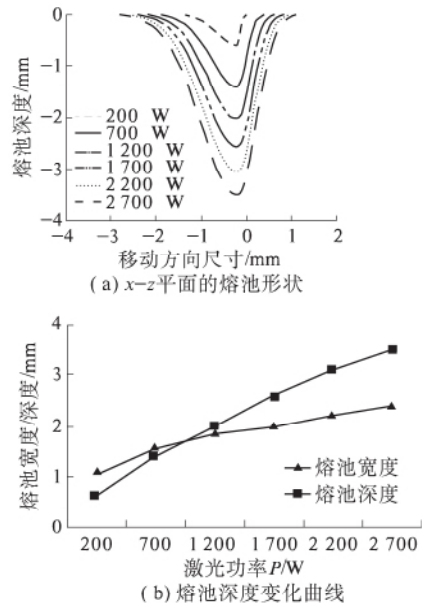 0
−1
−2
−3
−4
熔池深度/mm
200 W
700 W
1 200 W
1 700 W
2 200 W
2 700 W
−4 −3 −2 −1 0 1 2
移动方向尺寸/mm
(a) x−z平面的熔池形状
4
3
2
1
0
熔池宽度/深度/mm
熔池宽度
熔池深度
200 700 1 200 1 700 2 200 2 700
激光功率P/W
(b) 熔池深度变化曲线